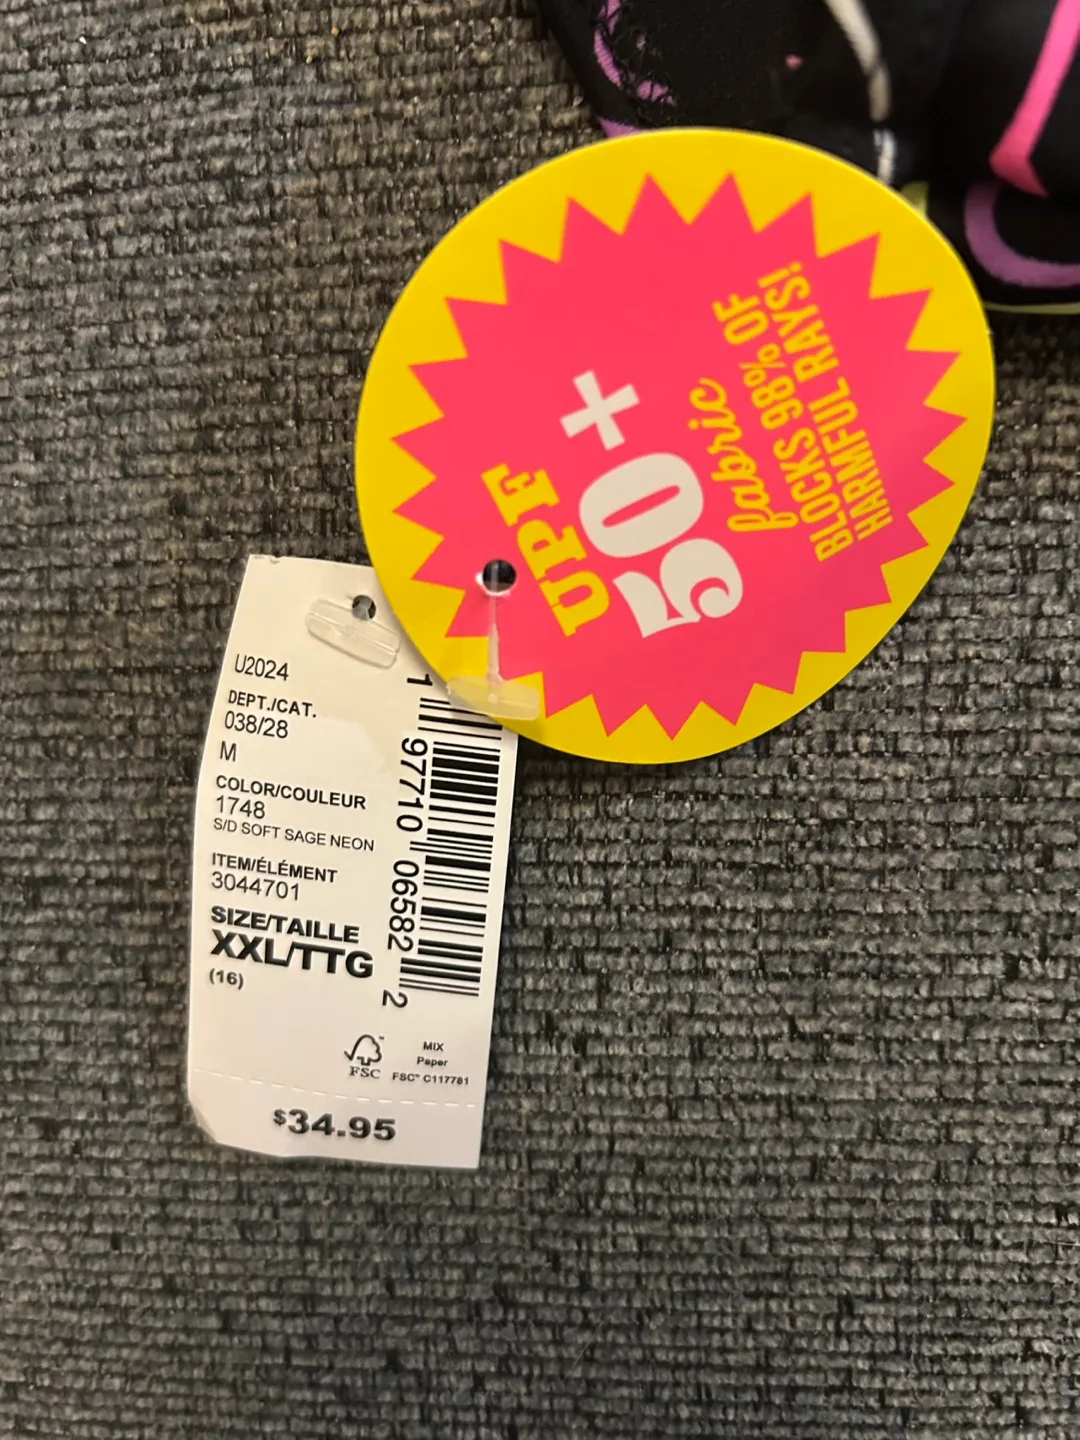 UPF
50+
fabric
BLOCKS 98% OF
HARMFUL RAYS!
U2024
DEPT./CAT.
038/28
M
COLOR/COULEUR
1748
S/D SOFT SAGE NEON
ITEM/ÉLÉMENT
3044701
SIZE/TAILLE
XXL/TTG
(16)
1 97710 06582 2
FSC
MIX
Paper
FSC® C117781
$34.95